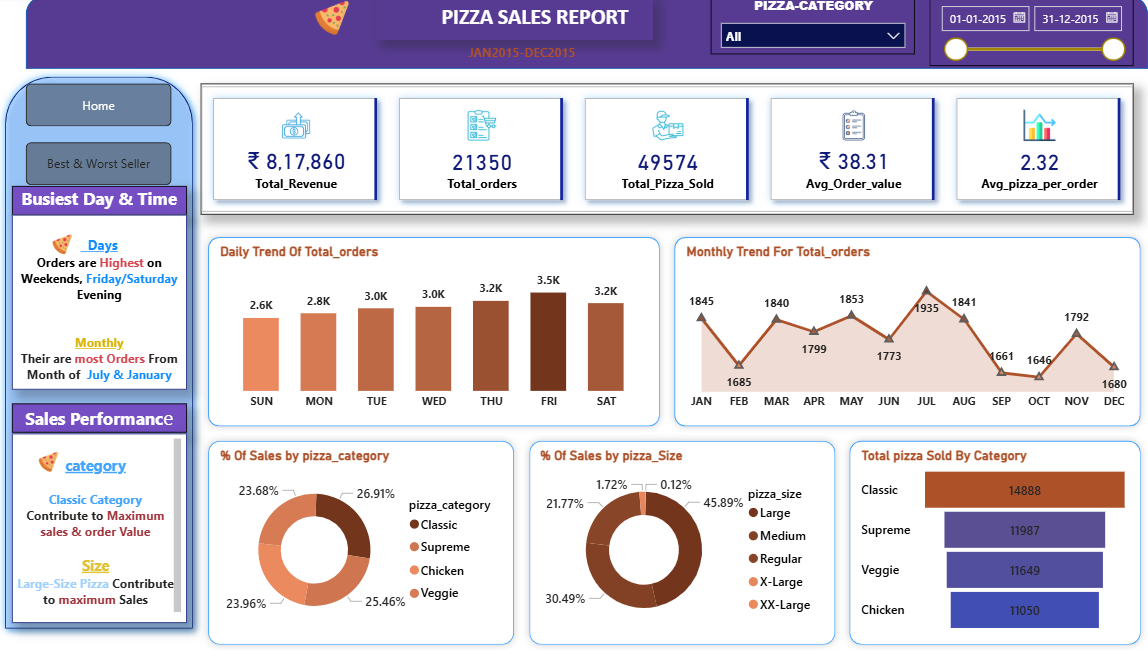 PIZZA SALES REPORT
JAN2015-DEC2015
PIZZA-CATEGORY
All
01-01-2015
31-12-2015
Home
Best & Worst Seller
Busiest Day & Time
Days
Orders are Highest on
Weekends, Friday/Saturday
Evening
Monthly
Their are most Orders From
Month of July & January
Sales Performance
category
Classic Category
Contribute to Maximum
sales & order Value
Size
Large-Size Pizza Contribute
to maximum Sales
₹ 8,17,860
Total_Revenue
21350
Total_orders
49574
Total_Pizza_Sold
₹ 38.31
Avg_Order_value
2.32
Avg_pizza_per_order
Daily Trend Of Total_orders
2.6K
2.8K
3.0K
3.0K
3.2K
3.5K
3.2K
SUN
MON
TUE
WED
THU
FRI
SAT
Monthly Trend For Total_orders
1845
1685
1840
1799
1853
1773
1935
1841
1661
1646
1792
1680
JAN
FEB
MAR
APR
MAY
JUN
JUL
AUG
SEP
OCT
NOV
DEC
% Of Sales by pizza_category
23.68%
26.91%
23.96%
25.46%
pizza_category
Classic
Supreme
Chicken
Veggie
% Of Sales by pizza_Size
1.72%
0.12%
21.77%
45.89%
30.49%
pizza_size
Large
Medium
Regular
X-Large
XX-Large
Total pizza Sold By Category
Classic
14888
Supreme
11987
Veggie
11649
Chicken
11050